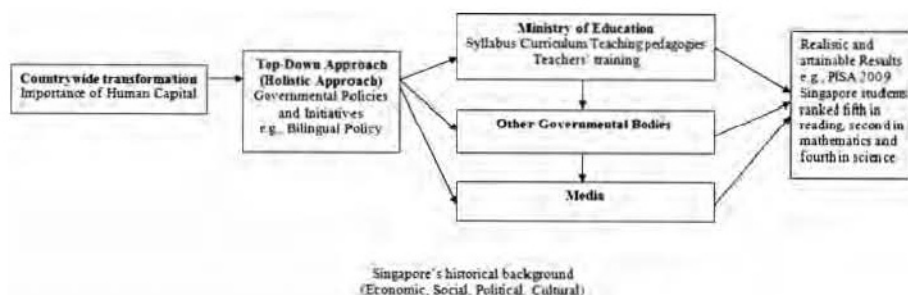 Countrywide transformation
Importance of Human Capital
Top-Down Approach
(Holistic Approach)
Governmental Policies
and Initiatives
e.g., Bilingual Policy
Ministry of Education
Syllabus Curriculum Teaching pedagogies
Teachers' training
Other Governmental Bodies
Media
Realistic and
attainable Results
e.g., PISA 2009
Singapore students
ranked fifth in
reading, second in
mathematics and
fourth in science
Singapore's historical background
(Economic, Social, Political, Cultural)